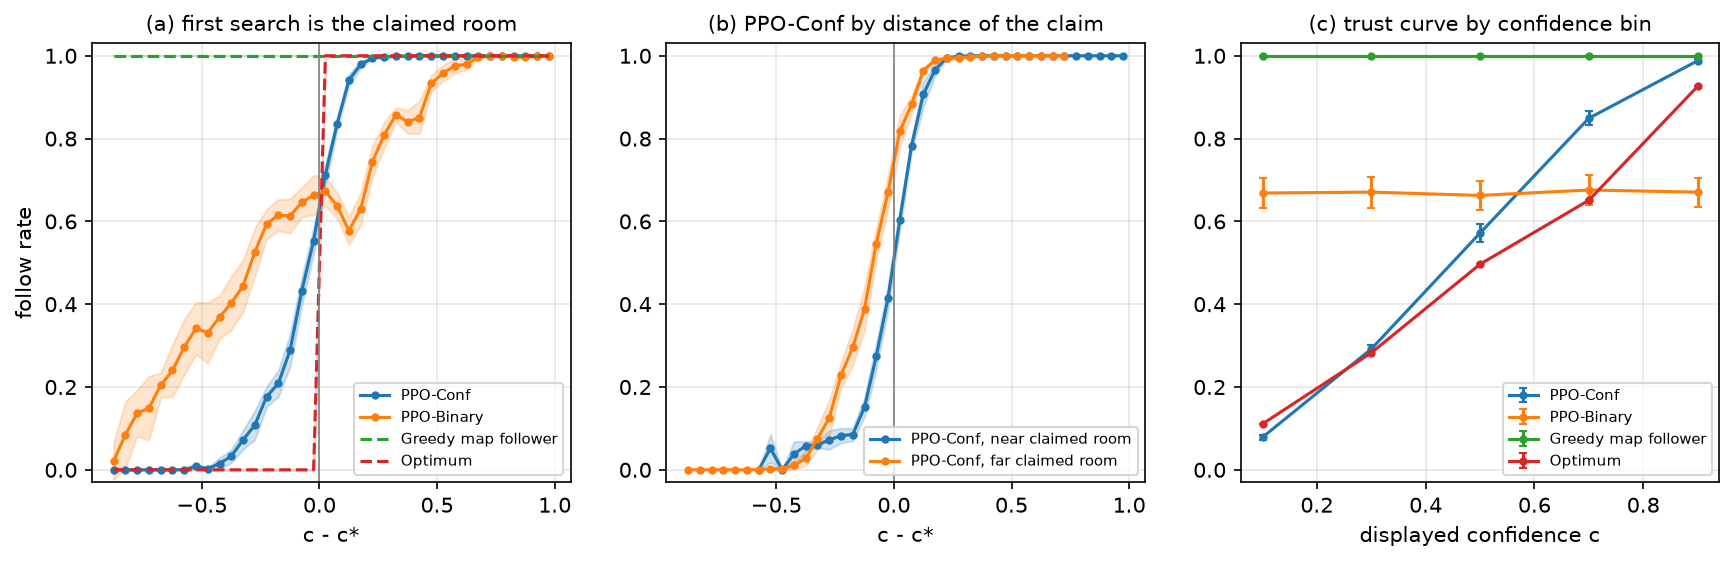 (a) first search is the claimed room
follow rate
1.0
0.8
0.6
0.4
0.2
0.0
−0.5
0.0
0.5
1.0
c - c*
PPO-Conf
PPO-Binary
Greedy map follower
Optimum
(b) PPO-Conf by distance of the claim
1.0
0.8
0.6
0.4
0.2
0.0
−0.5
0.0
0.5
1.0
c - c*
PPO-Conf, near claimed room
PPO-Conf, far claimed room
(c) trust curve by confidence bin
1.0
0.8
0.6
0.4
0.2
0.0
0.2
0.4
0.6
0.8
displayed confidence c
PPO-Conf
PPO-Binary
Greedy map follower
Optimum